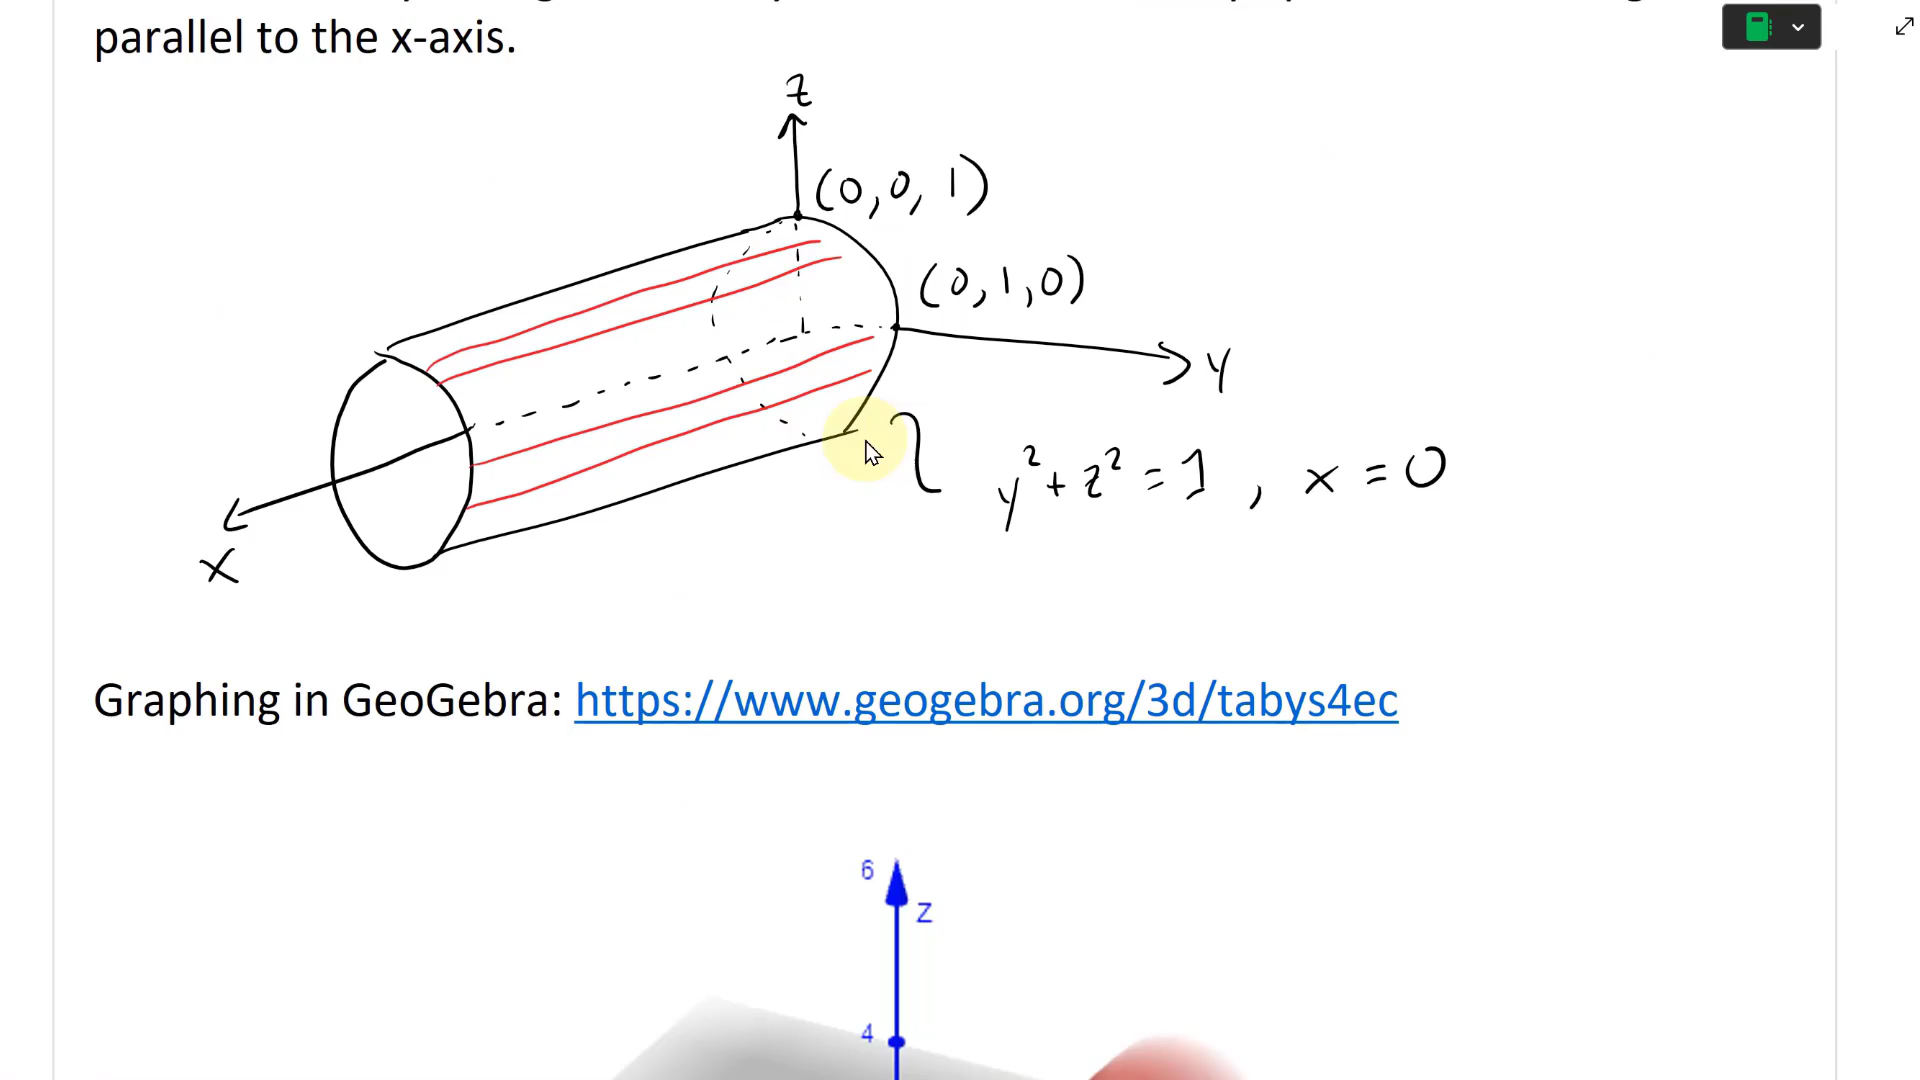 parallel to the x-axis.
z
(0, 0, 1)
(0, 1, 0)
y
y² + z² = 1 , x = 0
x
Graphing in GeoGebra: https://www.geogebra.org/3d/tabys4ec
6
z
4